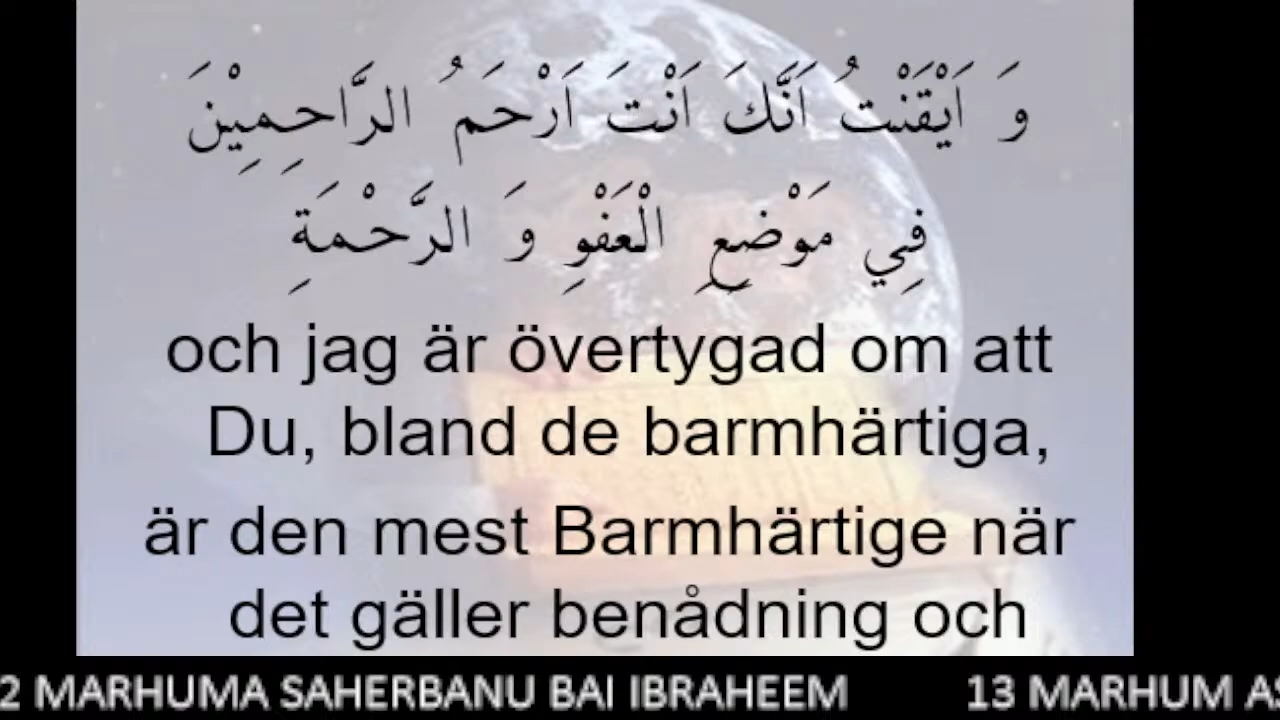 وَ اَيْقَنْتُ اَنَّكَ اَنْتَ اَرْحَمُ الرَّاحِمِيْنَ
فِي مَوْضِعِ الْعَفْوِ وَ الرَّحْمَةِ
och jag är övertygad om att
Du, bland de barmhärtiga,
är den mest Barmhärtige när
det gäller benådning och
2 MARHUMA SAHERBANU BAI IBRAHEEM 13 MARHUM